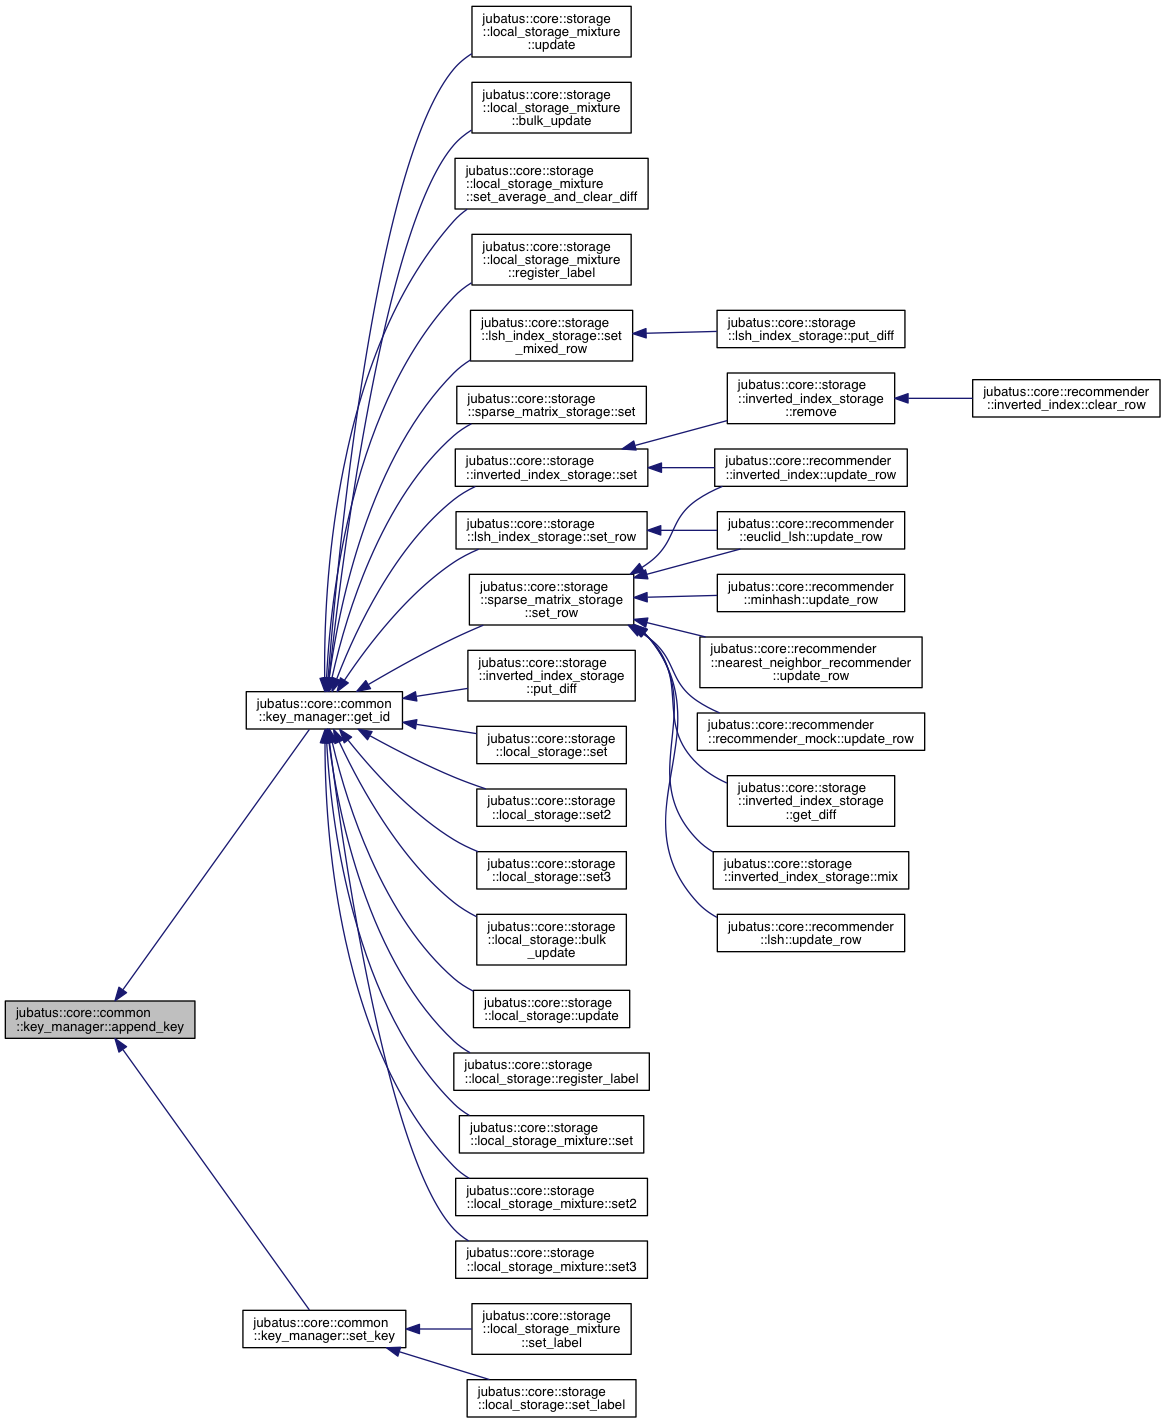 jubatus::core::storage
::local_storage_mixture
::update
jubatus::core::storage
::local_storage_mixture
::bulk_update
jubatus::core::storage
::local_storage_mixture
::set_average_and_clear_diff
jubatus::core::storage
::local_storage_mixture
::register_label
jubatus::core::storage
::lsh_index_storage::set
_mixed_row
jubatus::core::storage
::lsh_index_storage::put_diff
jubatus::core::storage
::sparse_matrix_storage::set
jubatus::core::storage
::inverted_index_storage
::remove
jubatus::core::recommender
::inverted_index::clear_row
jubatus::core::storage
::inverted_index_storage::set
jubatus::core::recommender
::inverted_index::update_row
jubatus::core::storage
::lsh_index_storage::set_row
jubatus::core::recommender
::euclid_lsh::update_row
jubatus::core::storage
::sparse_matrix_storage
::set_row
jubatus::core::recommender
::minhash::update_row
jubatus::core::recommender
::nearest_neighbor_recommender
::update_row
jubatus::core::common
::key_manager::get_id
jubatus::core::storage
::inverted_index_storage
::put_diff
jubatus::core::recommender
::recommender_mock::update_row
jubatus::core::storage
::local_storage::set
jubatus::core::storage
::inverted_index_storage
::get_diff
jubatus::core::storage
::local_storage::set2
jubatus::core::storage
::local_storage::set3
jubatus::core::storage
::inverted_index_storage::mix
jubatus::core::storage
::local_storage::bulk
_update
jubatus::core::recommender
::lsh::update_row
jubatus::core::common
::key_manager::append_key
jubatus::core::storage
::local_storage::update
jubatus::core::storage
::local_storage::register_label
jubatus::core::storage
::local_storage_mixture::set
jubatus::core::storage
::local_storage_mixture::set2
jubatus::core::storage
::local_storage_mixture::set3
jubatus::core::common
::key_manager::set_key
jubatus::core::storage
::local_storage_mixture
::set_label
jubatus::core::storage
::local_storage::set_label